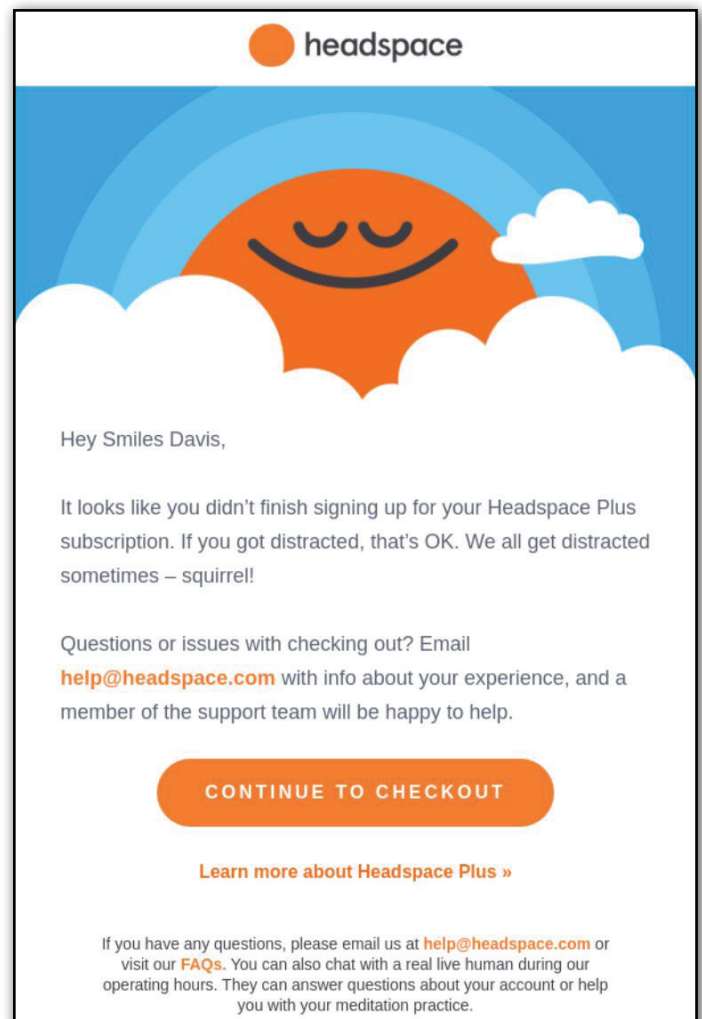 headspace
Hey Smiles Davis,
It looks like you didn’t finish signing up for your Headspace Plus
subscription. If you got distracted, that’s OK. We all get distracted
sometimes – squirrel!
Questions or issues with checking out? Email
help@headspace.com with info about your experience, and a
member of the support team will be happy to help.
CONTINUE TO CHECKOUT
Learn more about Headspace Plus »
If you have any questions, please email us at help@headspace.com or
visit our FAQs. You can also chat with a real live human during our
operating hours. They can answer questions about your account or help
you with your meditation practice.